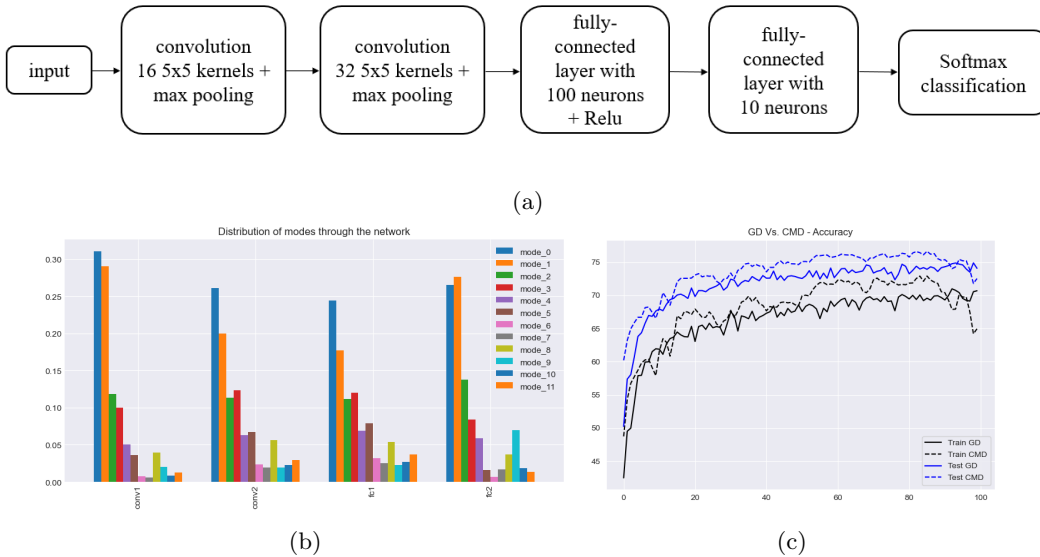 input
convolution
16 5x5 kernels +
max pooling
convolution
32 5x5 kernels +
max pooling
fully-
connected
layer with
100 neurons
+ Relu
fully-
connected
layer with
10 neurons
Softmax
classification
(a)
Distribution of modes through the network
0.30
0.25
0.20
0.15
0.10
0.05
0.00
conv1
conv2
fc1
fc2
mode_0
mode_1
mode_2
mode_3
mode_4
mode_5
mode_6
mode_7
mode_8
mode_9
mode_10
mode_11
(b)
GD Vs. CMD - Accuracy
75
70
65
60
55
50
45
0
20
40
60
80
100
Train GD
Train CMD
Test GD
Test CMD
(c)